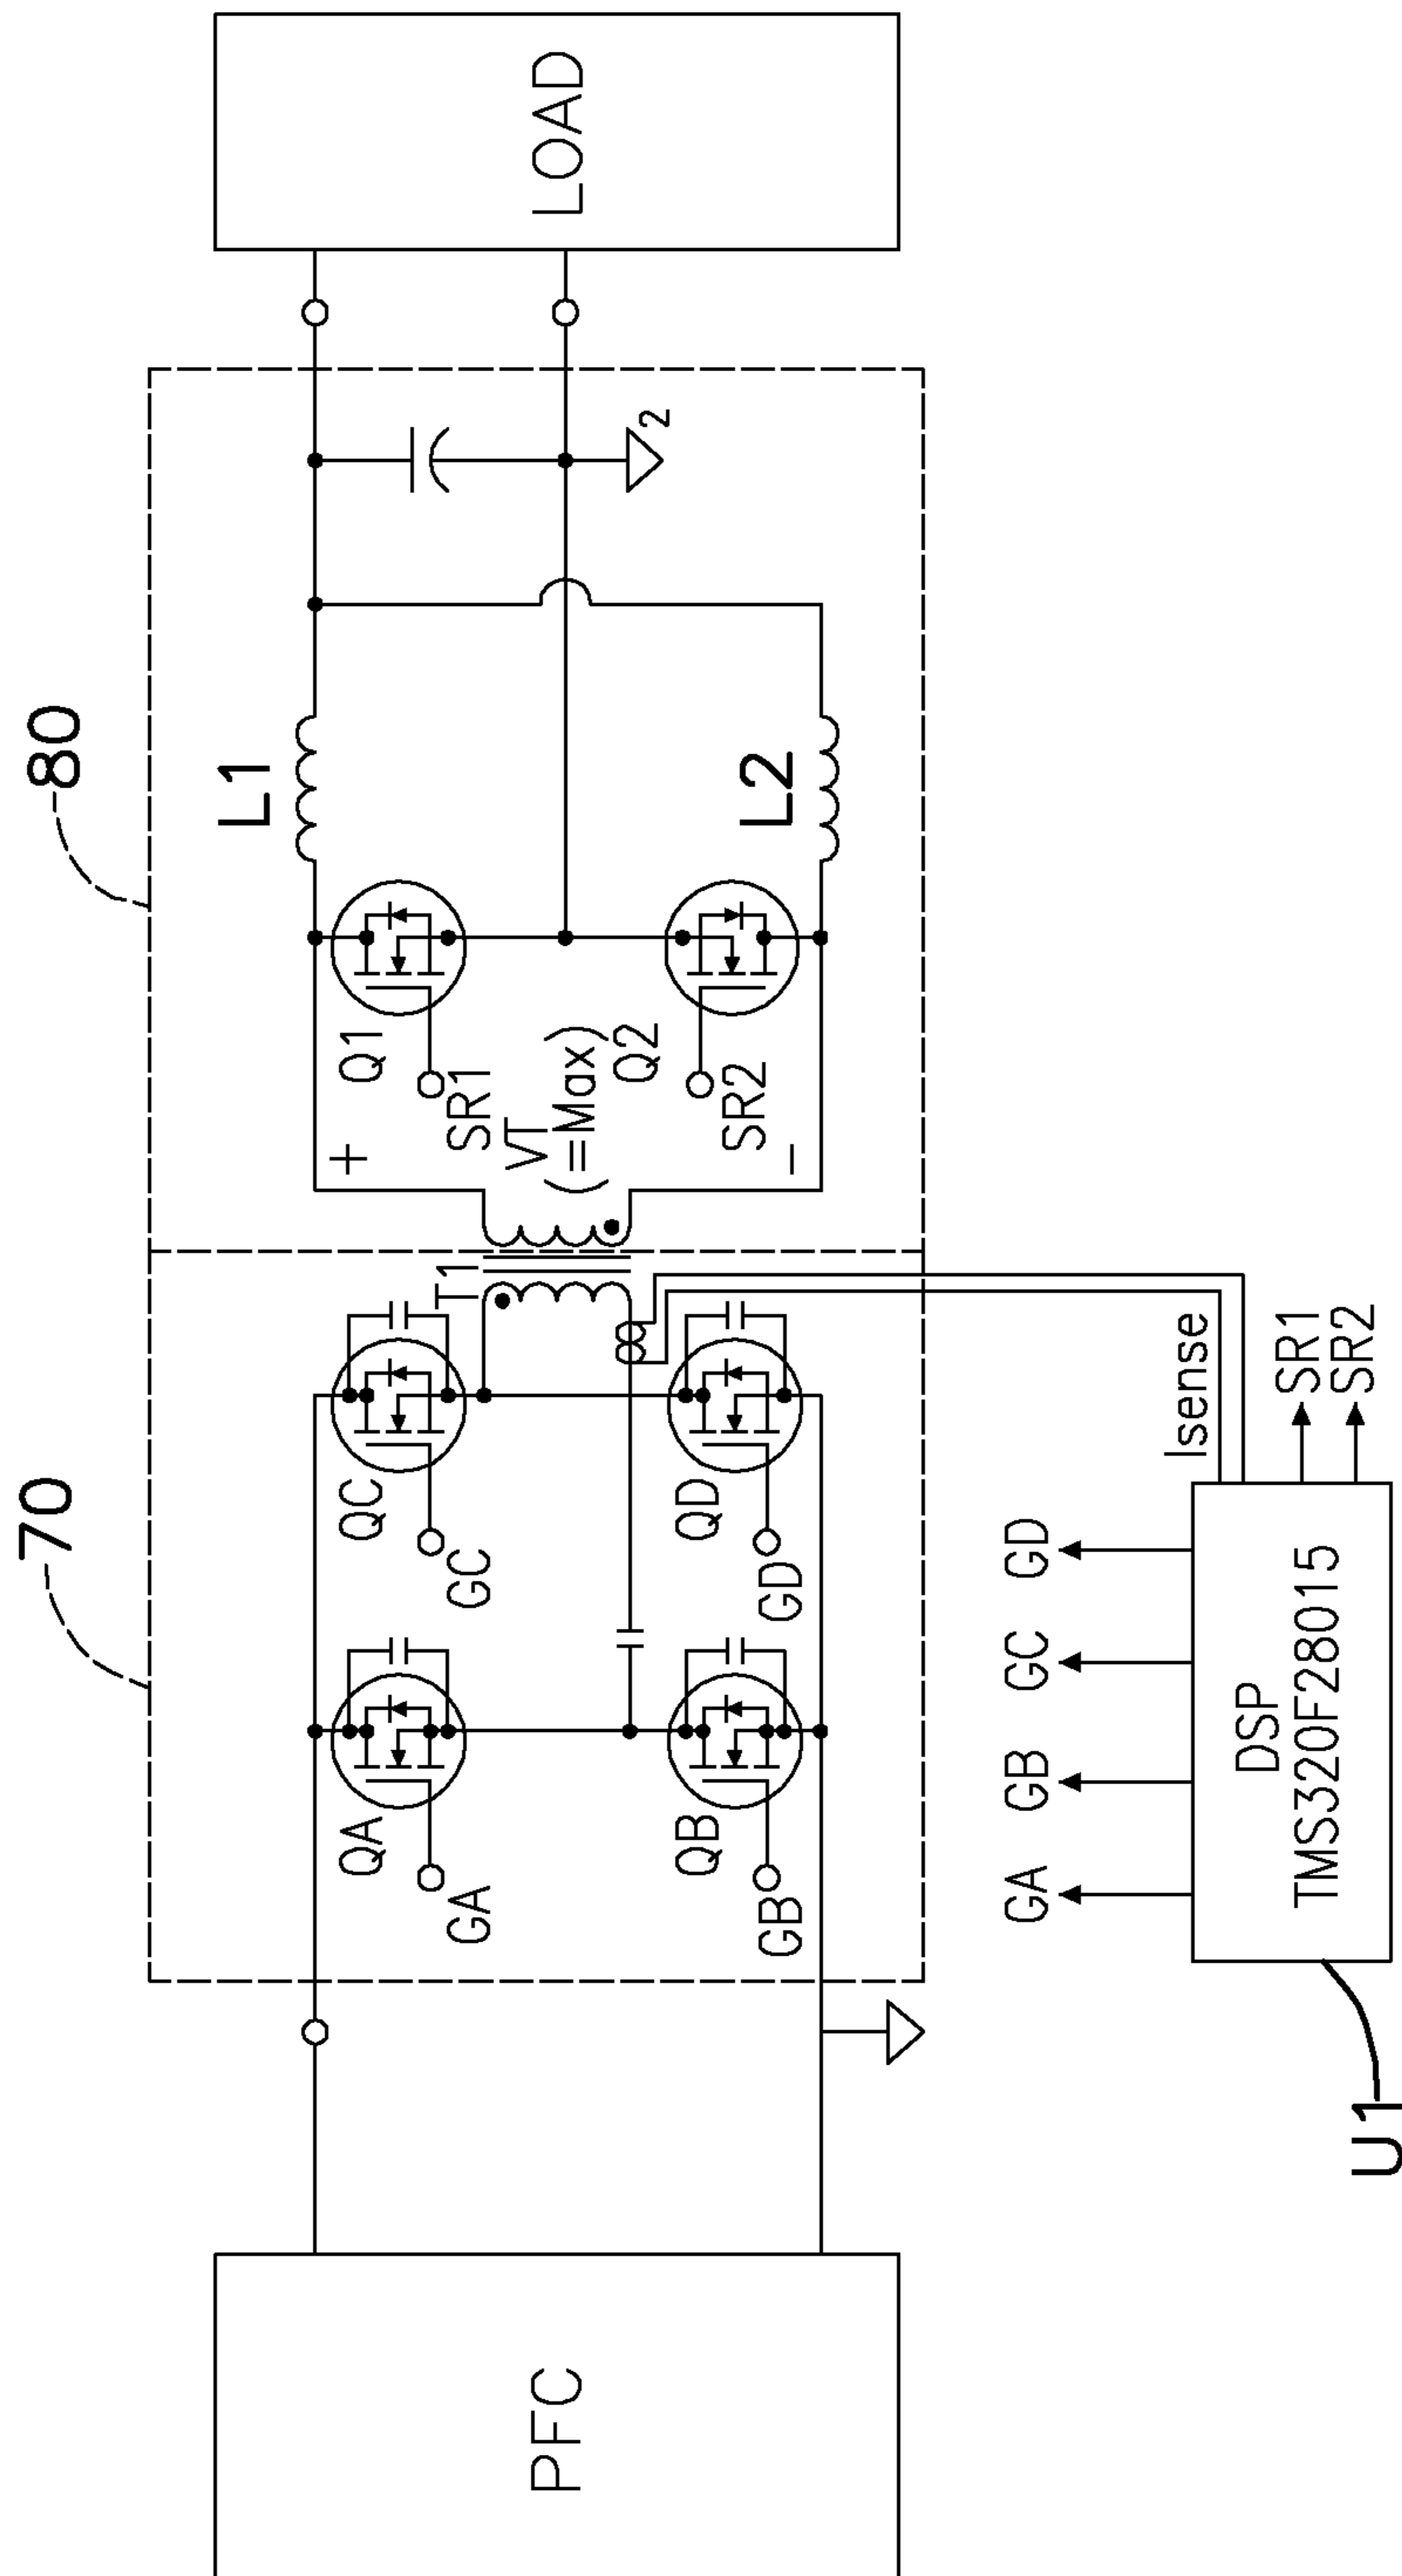 70
80
PFC
QA
GA
QB
GB
QC
GC
QD
GD
T1
+
VT
(=Max)
−
Q1
SR1
Q2
SR2
L1
L2
2
LOAD
GA
GB
GC
GD
Isense
SR1
SR2
DSP
TMS320F28015
U1